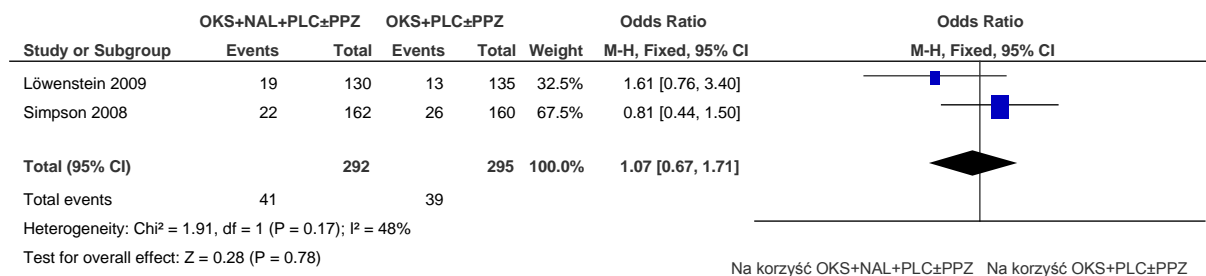 OKS+NAL+PLC±PPZ OKS+PLC±PPZ Odds Ratio Odds Ratio
Study or Subgroup Events Total Events Total Weight M-H, Fixed, 95% CI M-H, Fixed, 95% CI
Löwenstein 2009 19 130 13 135 32.5% 1.61 [0.76, 3.40]
Simpson 2008 22 162 26 160 67.5% 0.81 [0.44, 1.50]
Total (95% CI) 292 295 100.0% 1.07 [0.67, 1.71]
Total events 41 39
Heterogeneity: Chi² = 1.91, df = 1 (P = 0.17); I² = 48%
Test for overall effect: Z = 0.28 (P = 0.78)
Na korzyść OKS+NAL+PLC±PPZ Na korzyść OKS+PLC±PPZ